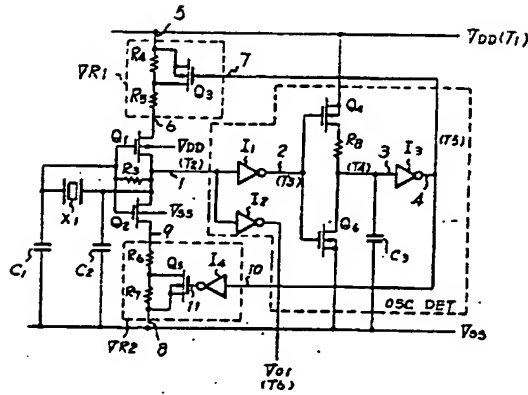 5
VDD (T1)
R4
Q3
7
VR1
R5
6
Q4
Q1
VDD
(T2)
I1
2
(T3)
R8
(T4)
3
I3
(T5)
4
R3
1
X1
I2
Q2
VSS
9
Q6
C1
C2
R6
Q5
I4
10
C3
R7
11
OSC DET
8
VSS
VR2
(T6)